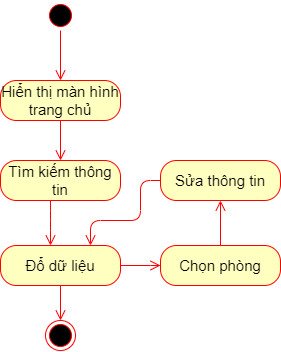 Hiển thị màn hình
trang chủ
Tìm kiếm thông
tin
Sửa thông tin
Đổ dữ liệu
Chọn phòng